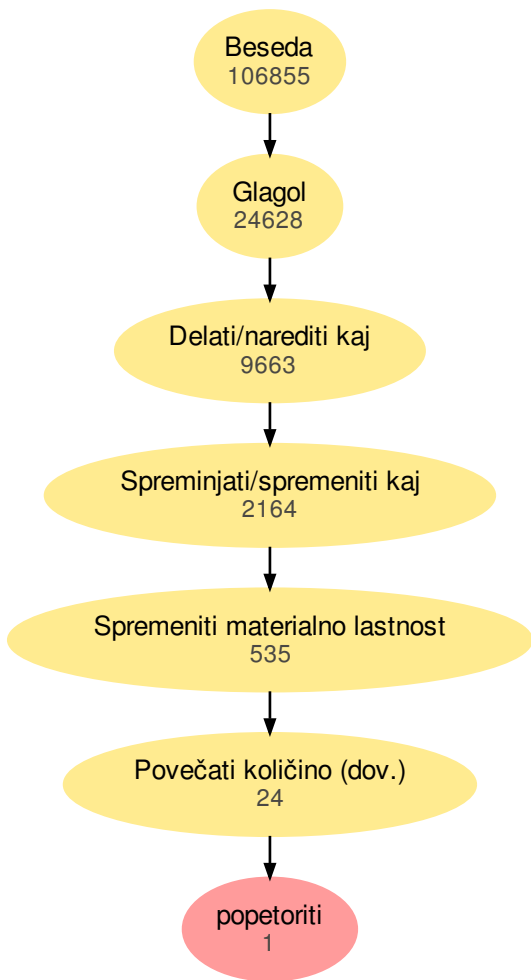 Beseda
106855
Glagol
24628
Delati/narediti kaj
9663
Spreminjati/spremeniti kaj
2164
Spremeniti materialno lastnost
535
Povečati količino (dov.)
24
popetoriti
1